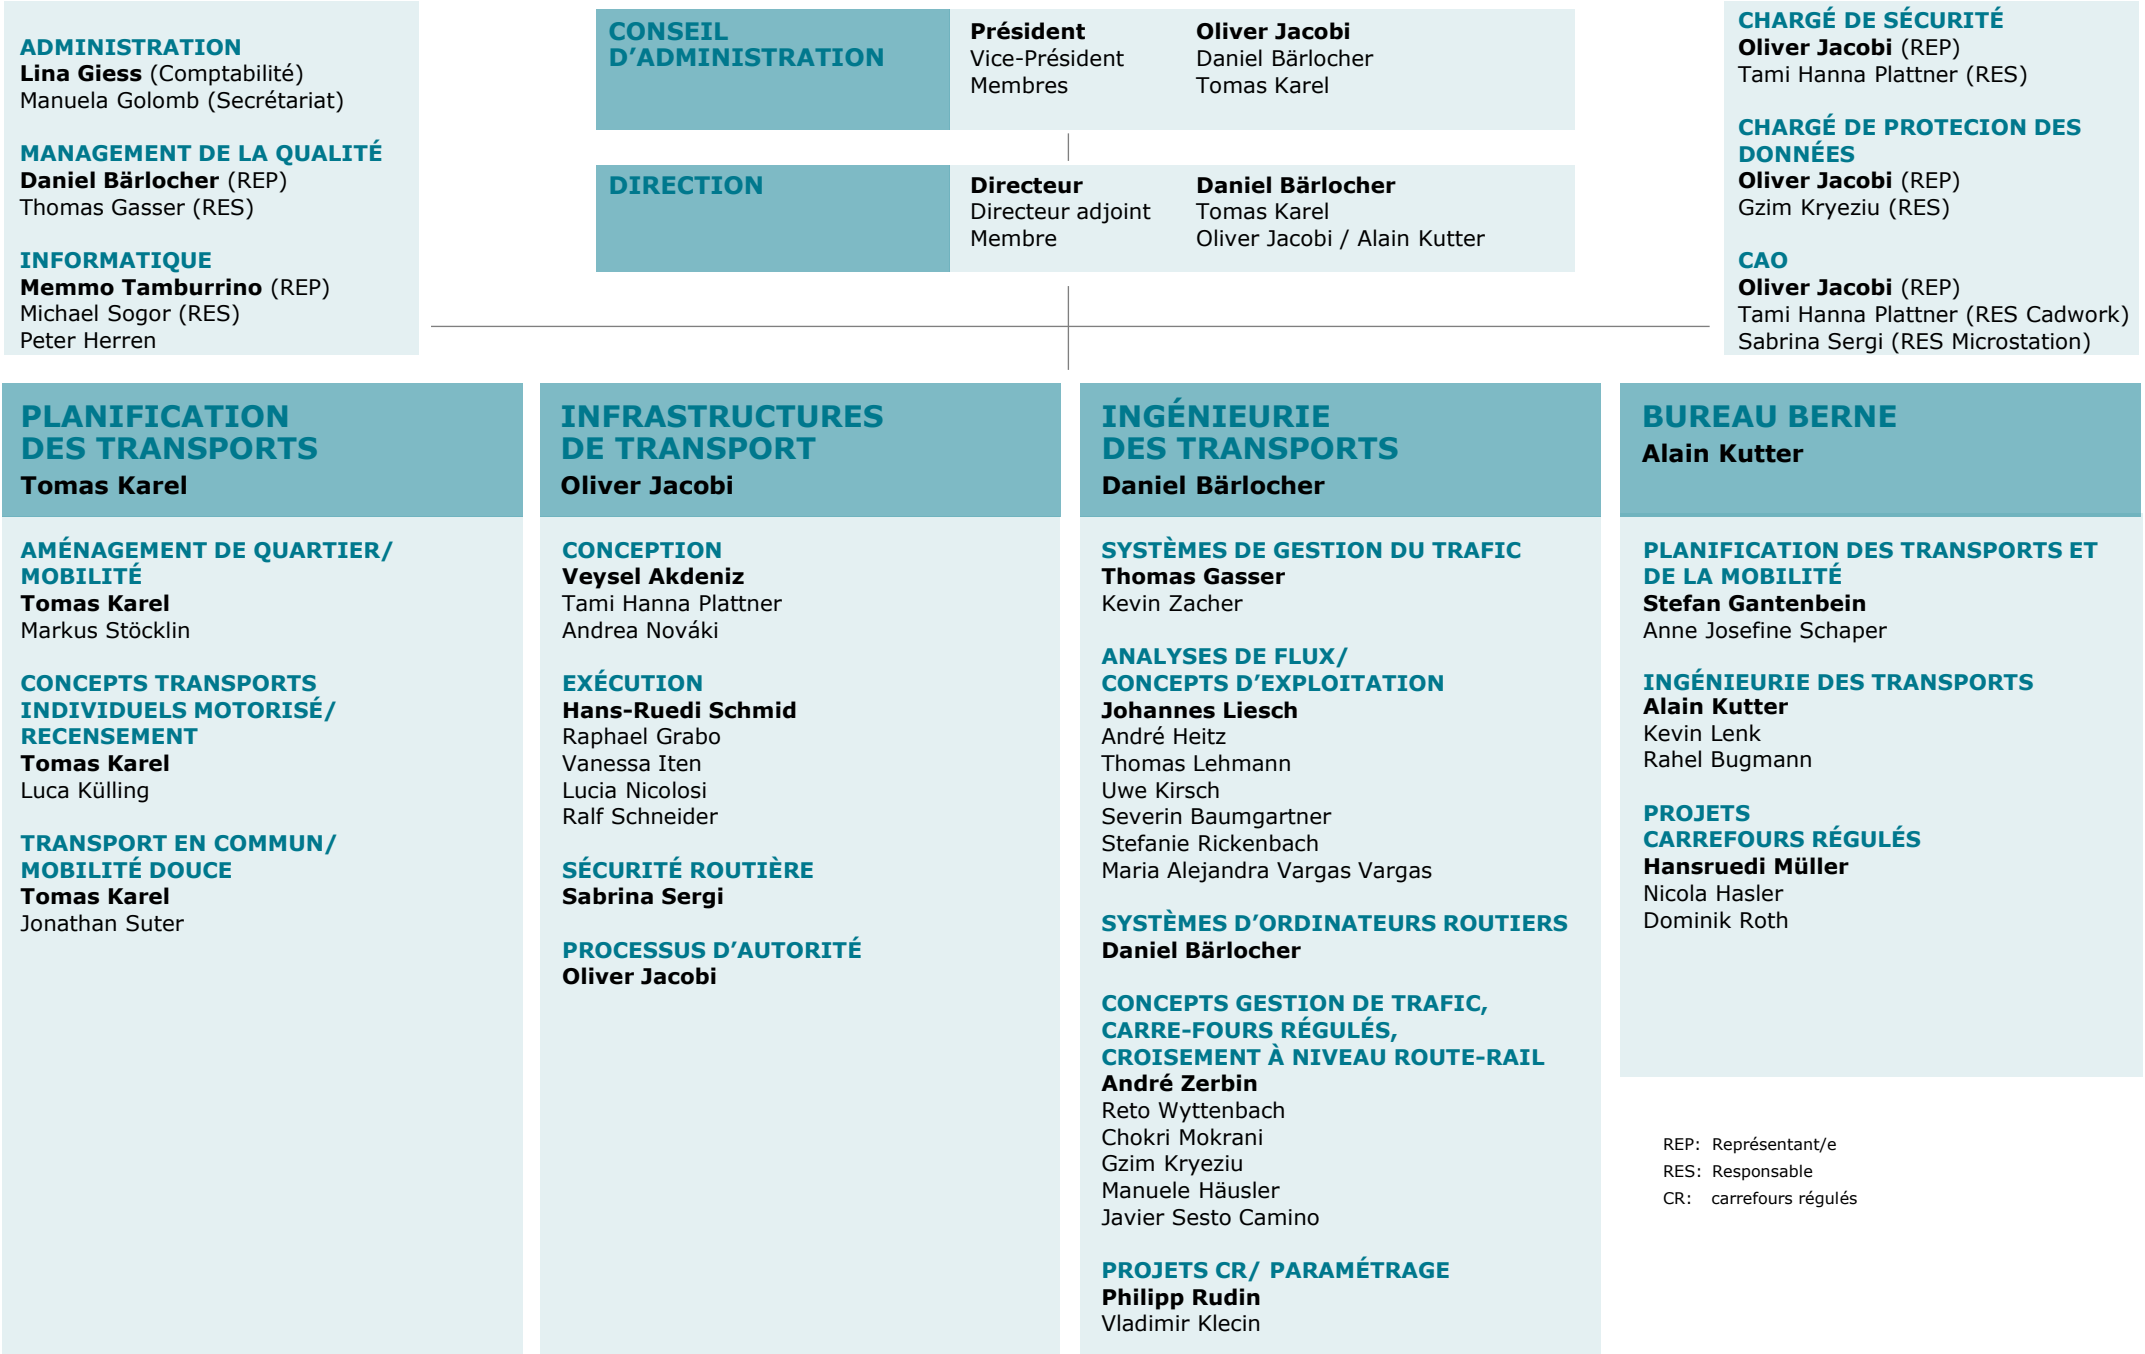 ADMINISTRATION
Lina Giess (Comptabilité)
Manuela Golomb (Secrétariat)
MANAGEMENT DE LA QUALITÉ
Daniel Bärlocher (REP)
Thomas Gasser (RES)
INFORMATIQUE
Memmo Tamburrino (REP)
Michael Sogor (RES)
Peter Herren
CONSEIL
D’ADMINISTRATION
Président Oliver Jacobi
Vice-Président Daniel Bärlocher
Membres Tomas Karel
DIRECTION
Directeur Daniel Bärlocher
Directeur adjoint Tomas Karel
Membre Oliver Jacobi / Alain Kutter
CHARGÉ DE SÉCURITÉ
Oliver Jacobi (REP)
Tami Hanna Plattner (RES)
CHARGÉ DE PROTECION DES
DONNÉES
Oliver Jacobi (REP)
Gzim Kryeziu (RES)
CAO
Oliver Jacobi (REP)
Tami Hanna Plattner (RES Cadwork)
Sabrina Sergi (RES Microstation)
PLANIFICATION
DES TRANSPORTS
Tomas Karel
AMÉNAGEMENT DE QUARTIER/
MOBILITÉ
Tomas Karel
Markus Stöcklin
CONCEPTS TRANSPORTS
INDIVIDUELS MOTORISÉ/
RECENSEMENT
Tomas Karel
Luca Külling
TRANSPORT EN COMMUN/
MOBILITÉ DOUCE
Tomas Karel
Jonathan Suter
INFRASTRUCTURES
DE TRANSPORT
Oliver Jacobi
CONCEPTION
Veysel Akdeniz
Tami Hanna Plattner
Andrea Nováki
EXÉCUTION
Hans-Ruedi Schmid
Raphael Grabo
Vanessa Iten
Lucia Nicolosi
Ralf Schneider
SÉCURITÉ ROUTIÈRE
Sabrina Sergi
PROCESSUS D’AUTORITÉ
Oliver Jacobi
INGÉNIEURIE
DES TRANSPORTS
Daniel Bärlocher
SYSTÈMES DE GESTION DU TRAFIC
Thomas Gasser
Kevin Zacher
ANALYSES DE FLUX/
CONCEPTS D’EXPLOITATION
Johannes Liesch
André Heitz
Thomas Lehmann
Uwe Kirsch
Severin Baumgartner
Stefanie Rickenbach
Maria Alejandra Vargas Vargas
SYSTÈMES D’ORDINATEURS ROUTIERS
Daniel Bärlocher
CONCEPTS GESTION DE TRAFIC,
CARRE-FOURS RÉGULÉS,
CROISEMENT À NIVEAU ROUTE-RAIL
André Zerbin
Reto Wyttenbach
Chokri Mokrani
Gzim Kryeziu
Manuele Häusler
Javier Sesto Camino
PROJETS CR/ PARAMÉTRAGE
Philipp Rudin
Vladimir Klecin
BUREAU BERNE
Alain Kutter
PLANIFICATION DES TRANSPORTS ET
DE LA MOBILITÉ
Stefan Gantenbein
Anne Josefine Schaper
INGÉNIEURIE DES TRANSPORTS
Alain Kutter
Kevin Lenk
Rahel Bugmann
PROJETS
CARREFOURS RÉGULÉS
Hansruedi Müller
Nicola Hasler
Dominik Roth
REP: Représentant/e
RES: Responsable
CR: carrefours régulés